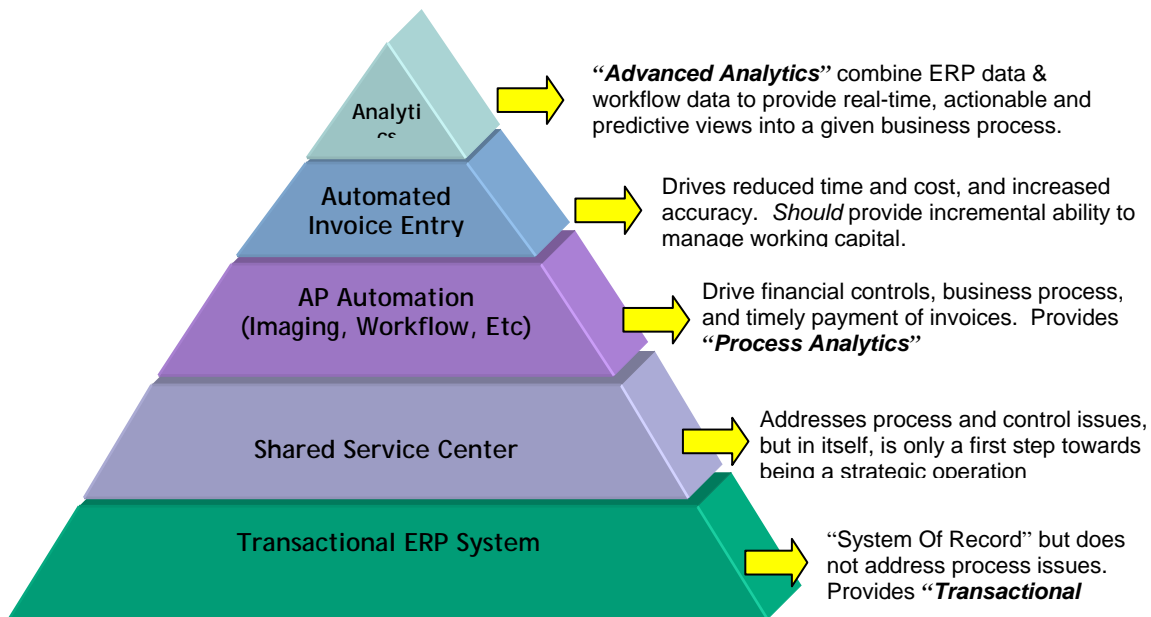 Analyti
cs
“Advanced Analytics” combine ERP data &
workflow data to provide real-time, actionable and
predictive views into a given business process.
Automated
Invoice Entry
Drives reduced time and cost, and increased
accuracy. Should provide incremental ability to
manage working capital.
AP Automation
(Imaging, Workflow, Etc)
Drive financial controls, business process,
and timely payment of invoices. Provides
“Process Analytics”
Shared Service Center
Addresses process and control issues,
but in itself, is only a first step towards
being a strategic operation
Transactional ERP System
“System Of Record” but does
not address process issues.
Provides “Transactional